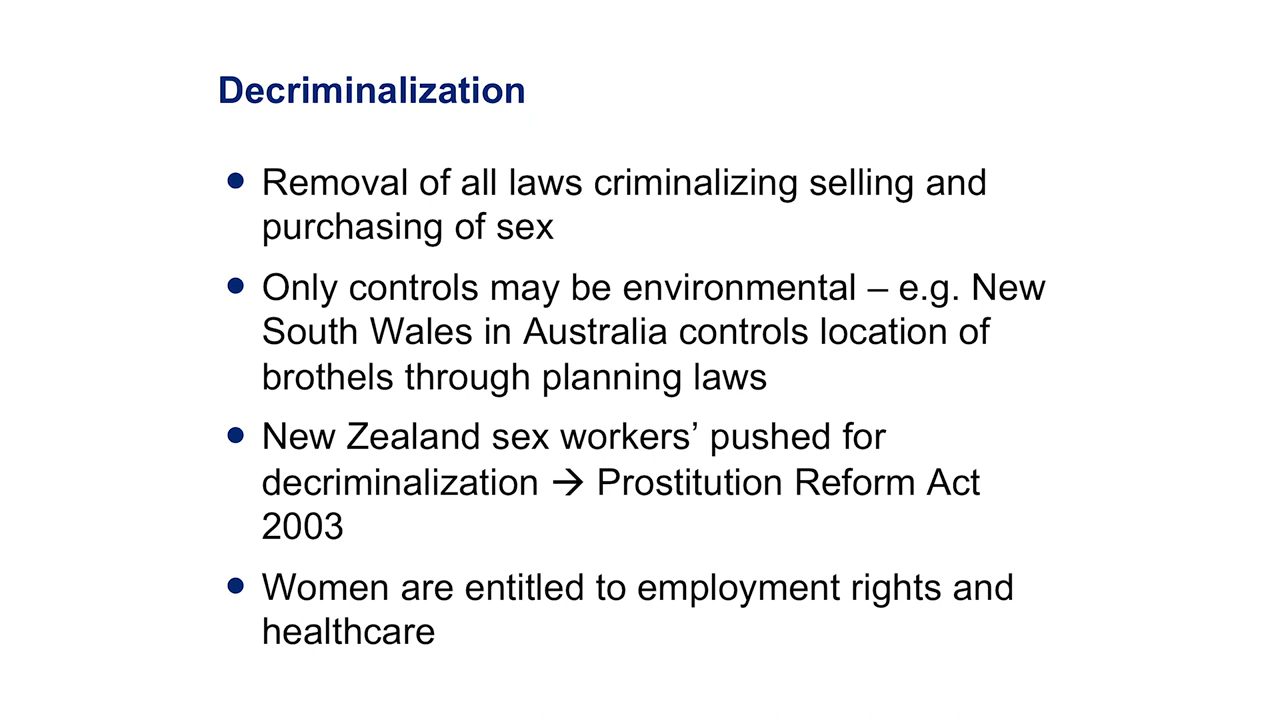 Decriminalization
• Removal of all laws criminalizing selling and
purchasing of sex
• Only controls may be environmental – e.g. New
South Wales in Australia controls location of
brothels through planning laws
• New Zealand sex workers’ pushed for
decriminalization → Prostitution Reform Act
2003
• Women are entitled to employment rights and
healthcare